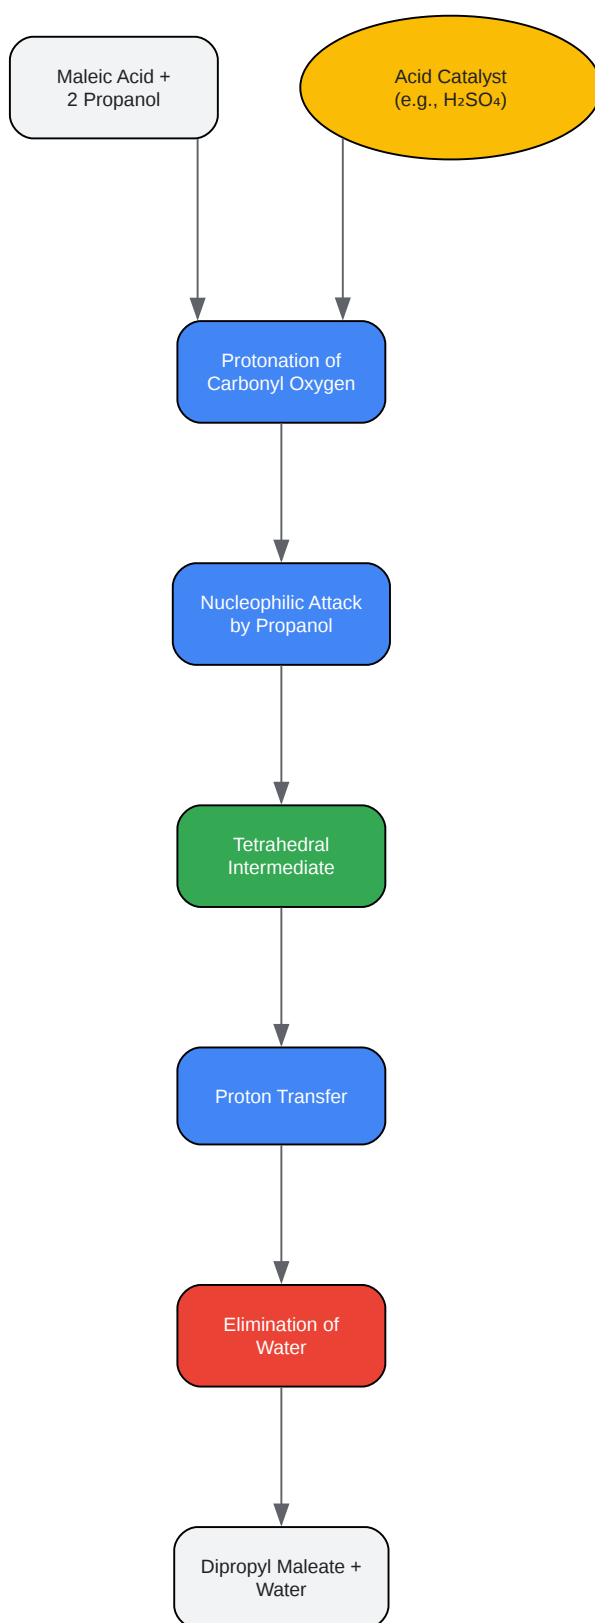 Maleic Acid +
2 Propanol
Acid Catalyst
(e.g., H₂SO₄)
Protonation of
Carbonyl Oxygen
Nucleophilic Attack
by Propanol
Tetrahedral
Intermediate
Proton Transfer
Elimination of
Water
Dipropyl Maleate +
Water